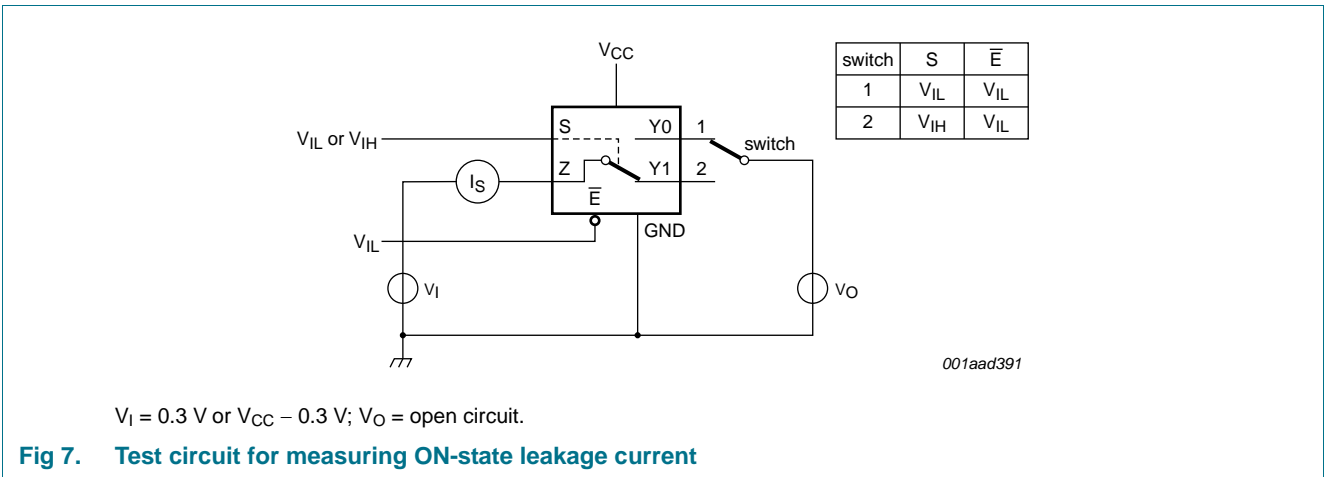 VCC
switch S E̅
1 VIL VIL
2 VIH VIL
VIL or VIH
S Y0 1
switch
Z Y1 2
IS
E̅
GND
VIL
VI
VO
001aad391
VI = 0.3 V or VCC − 0.3 V; VO = open circuit.
Fig 7. Test circuit for measuring ON-state leakage current